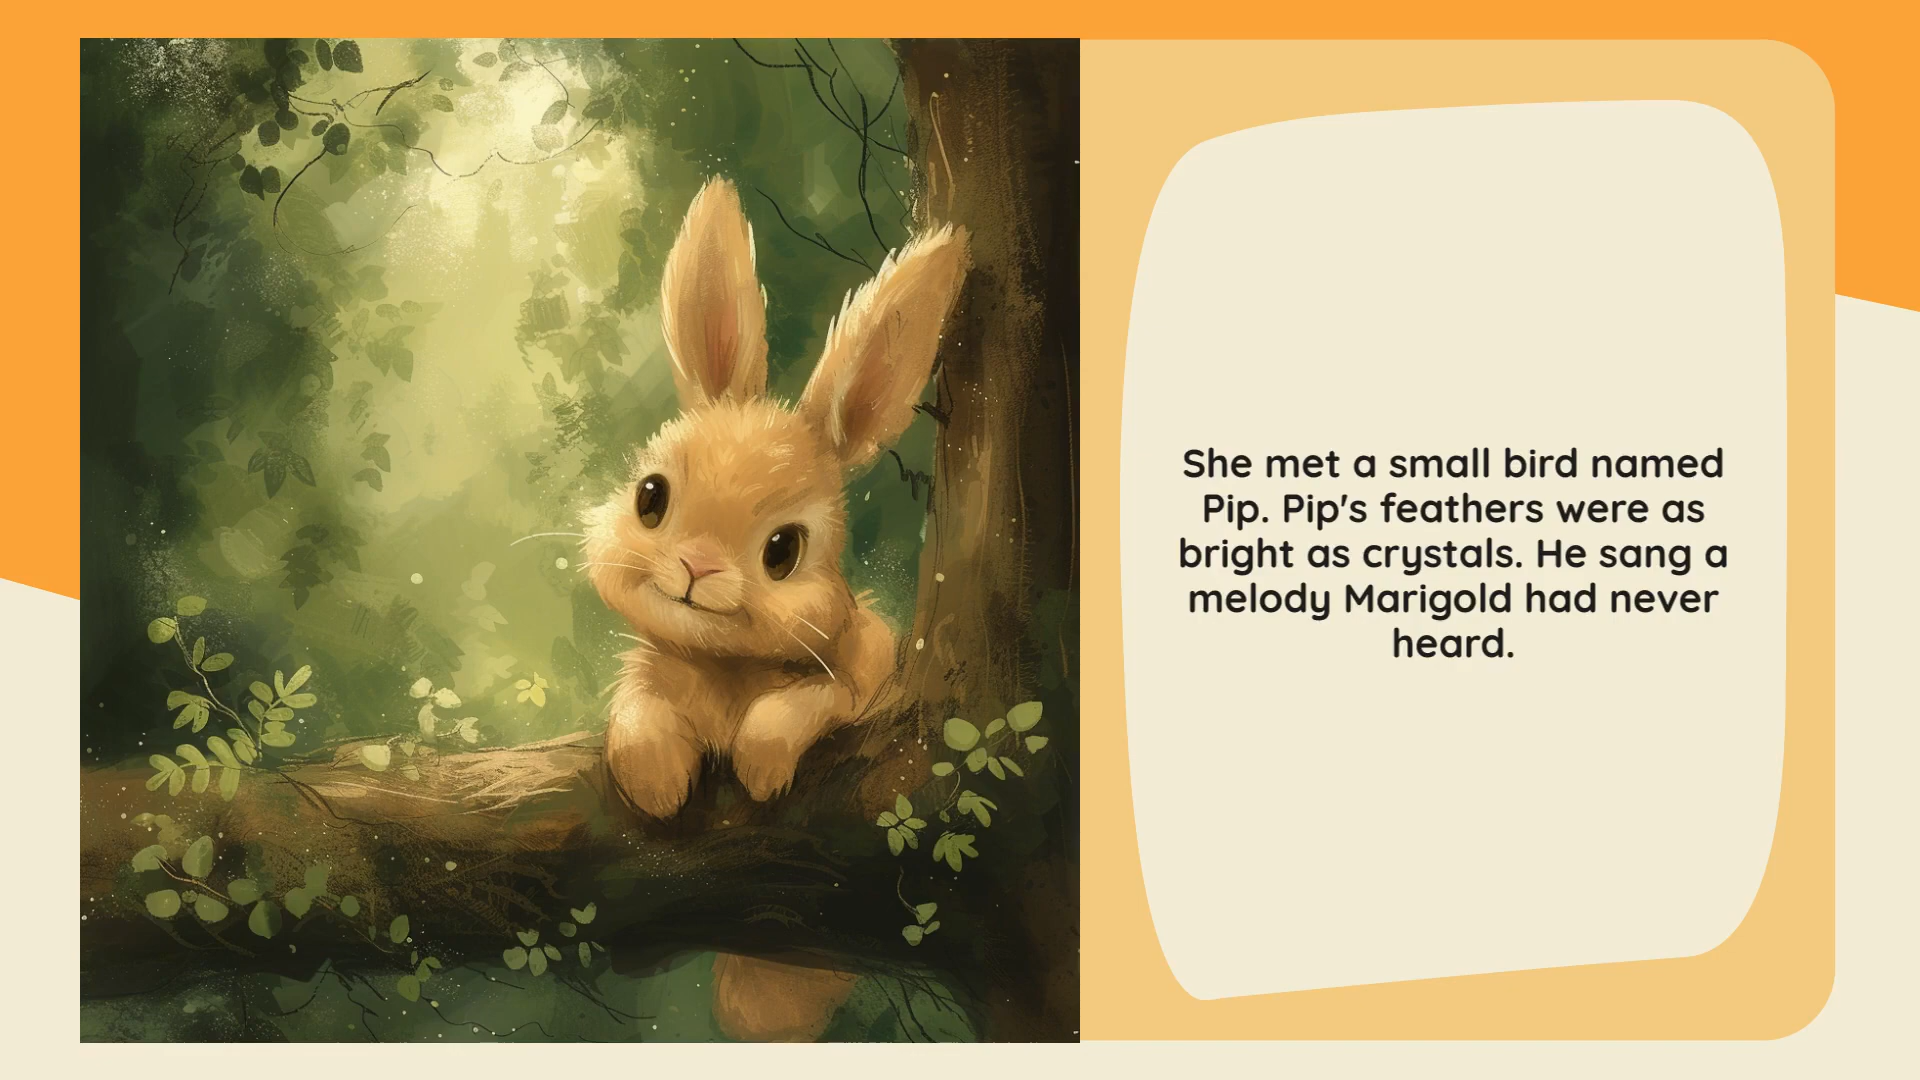 She met a small bird named
Pip. Pip's feathers were as
bright as crystals. He sang a
melody Marigold had never
heard.